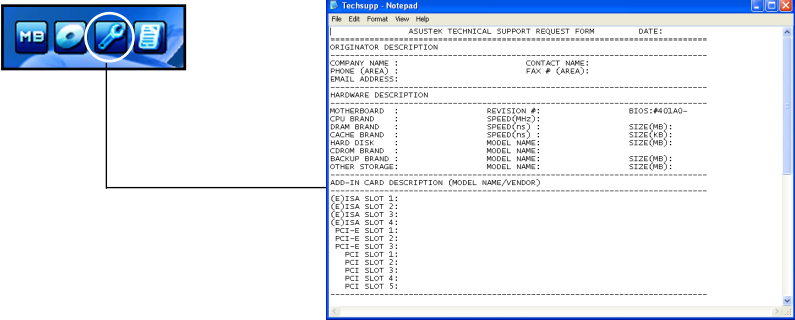 MB
Techsupp - Notepad
File Edit Format View Help
ASUSTeK TECHNICAL SUPPORT REQUEST FORM DATE:
================================================================================
ORIGINATOR DESCRIPTION
--------------------------------------------------------------------------------
COMPANY NAME : CONTACT NAME:
PHONE (AREA) : FAX # (AREA):
EMAIL ADDRESS:
--------------------------------------------------------------------------------
HARDWARE DESCRIPTION
--------------------------------------------------------------------------------
MOTHERBOARD : REVISION #: BIOS:#401A0-
CPU BRAND : SPEED(MHz):
DRAM BRAND : SPEED(ns) : SIZE(MB):
CACHE BRAND : SPEED(ns) : SIZE(KB):
HARD DISK : MODEL NAME: SIZE(MB):
CDROM BRAND : MODEL NAME:
BACKUP BRAND : MODEL NAME: SIZE(MB):
OTHER STORAGE: MODEL NAME: SIZE(MB):
--------------------------------------------------------------------------------
ADD-IN CARD DESCRIPTION (MODEL NAME/VENDOR)
--------------------------------------------------------------------------------
(E)ISA SLOT 1:
(E)ISA SLOT 2:
(E)ISA SLOT 3:
(E)ISA SLOT 4:
PCI-E SLOT 1:
PCI-E SLOT 2:
PCI-E SLOT 3:
PCI SLOT 1:
PCI SLOT 2:
PCI SLOT 3:
PCI SLOT 4:
PCI SLOT 5:
--------------------------------------------------------------------------------